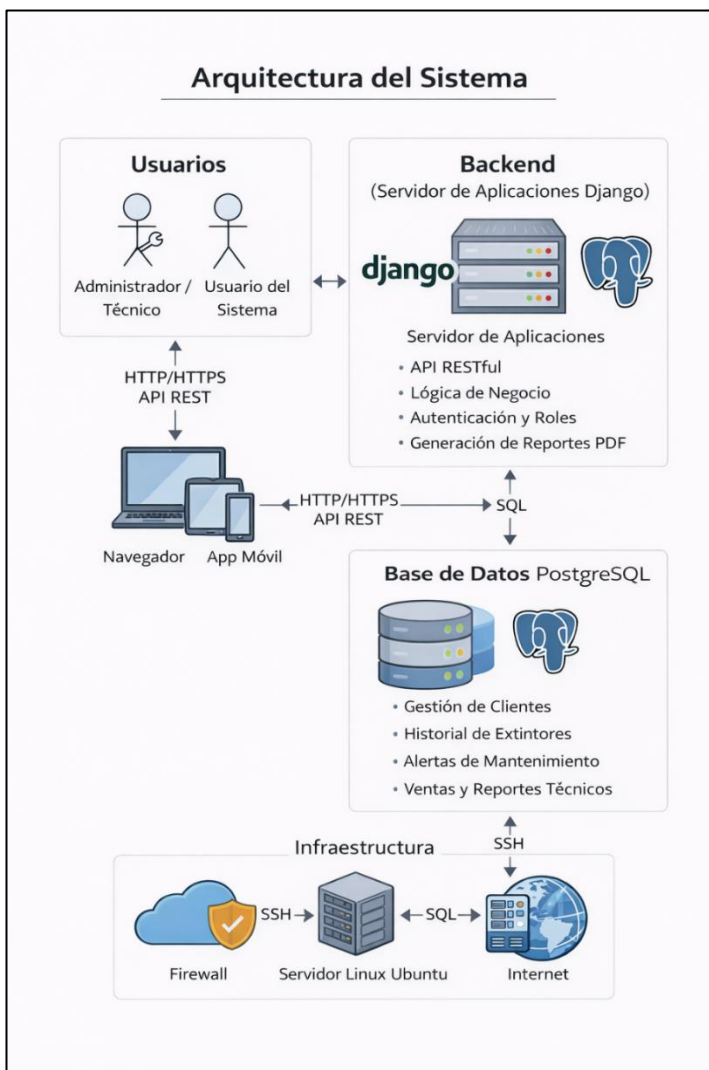 Arquitectura del Sistema
Usuarios
Administrador /
Técnico
Usuario del
Sistema
Backend
(Servidor de Aplicaciones Django)
django
Servidor de Aplicaciones
• API RESTful
• Lógica de Negocio
• Autenticación y Roles
• Generación de Reportes PDF
HTTP/HTTPS
API REST
Navegador
App Móvil
HTTP/HTTPS
API REST
SQL
Base de Datos PostgreSQL
• Gestión de Clientes
• Historial de Extintores
• Alertas de Mantenimiento
• Ventas y Reportes Técnicos
SSH
Infraestructura
SSH
SQL
Firewall
Servidor Linux Ubuntu
Internet